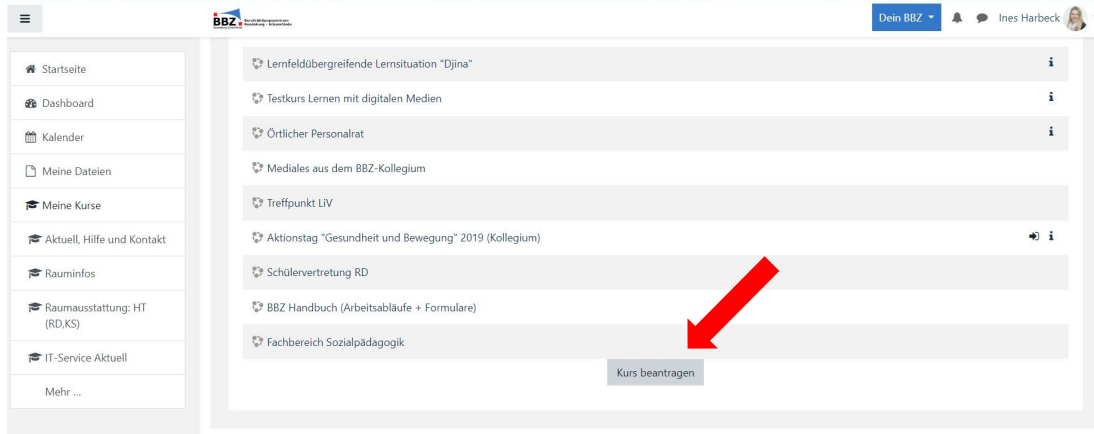 BBZ Berufsbildungszentrum
Rendsburg - Eckernförde
Dein BBZ
Ines Harbeck
Startseite
Dashboard
Kalender
Meine Dateien
Meine Kurse
Aktuell, Hilfe und Kontakt
Rauminfos
Raumausstattung: HT
(RD,KS)
IT-Service Aktuell
Mehr ...
Lernfeldübergreifende Lernsituation "Djina"
Testkurs Lernen mit digitalen Medien
Örtlicher Personalrat
Mediales aus dem BBZ-Kollegium
Treffpunkt LiV
Aktionstag "Gesundheit und Bewegung" 2019 (Kollegium)
Schülervertretung RD
BBZ Handbuch (Arbeitsabläufe + Formulare)
Fachbereich Sozialpädagogik
Kurs beantragen